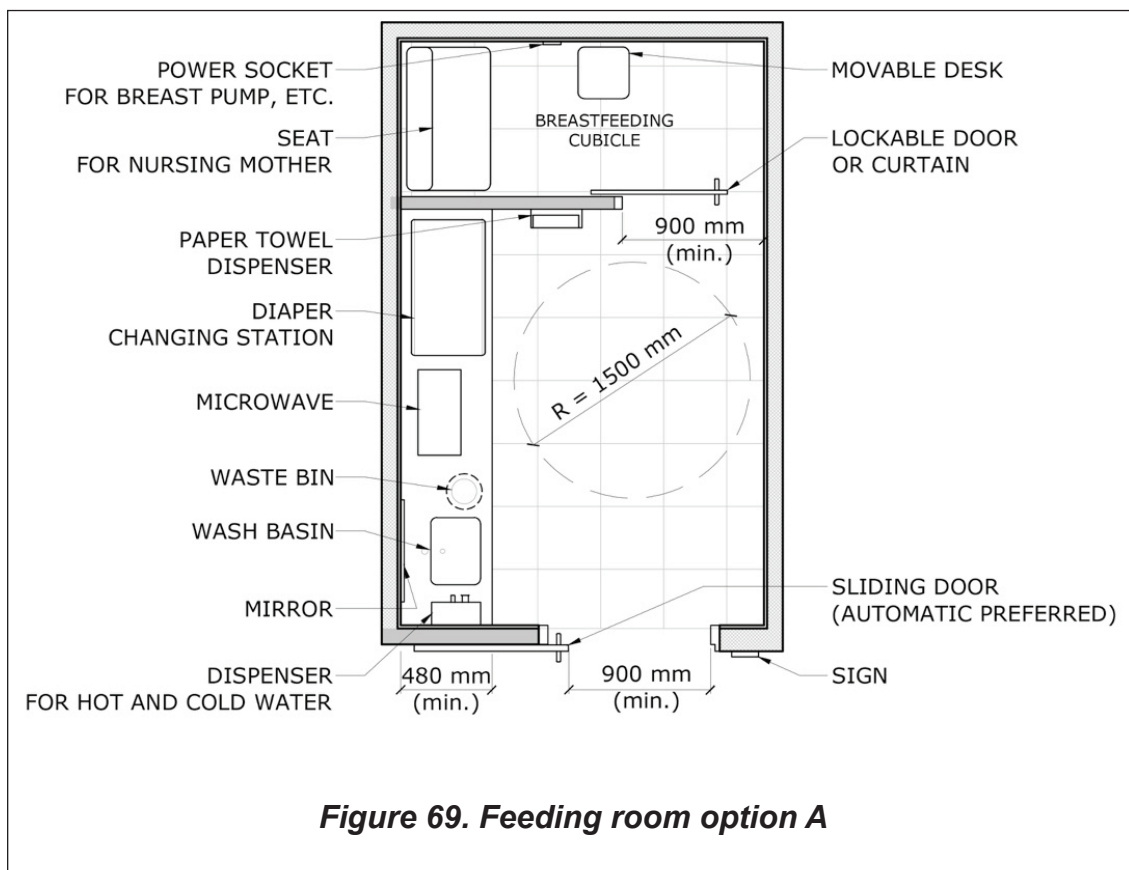 POWER SOCKET
FOR BREAST PUMP, ETC.
SEAT
FOR NURSING MOTHER
PAPER TOWEL
DISPENSER
DIAPER
CHANGING STATION
MICROWAVE
WASTE BIN
WASH BASIN
MIRROR
DISPENSER
FOR HOT AND COLD WATER
BREASTFEEDING
CUBICLE
900 mm
(min.)
R = 1500 mm
480 mm
(min.)
900 mm
(min.)
MOVABLE DESK
LOCKABLE DOOR
OR CURTAIN
SLIDING DOOR
(AUTOMATIC PREFERRED)
SIGN
Figure 69. Feeding room option A